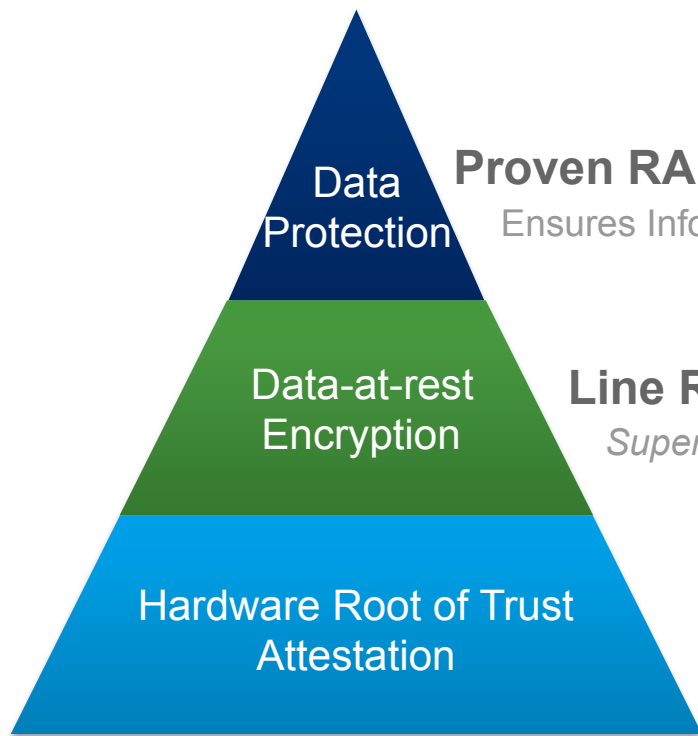 Data
Protection
Proven RA
Ensures Info
Data-at-rest
Encryption
Line R
Super
Hardware Root of Trust
Attestation